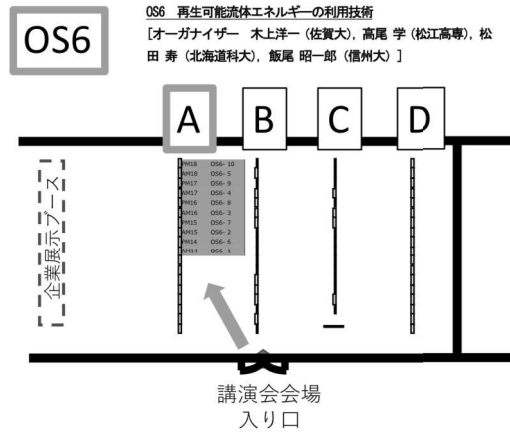 OS6
OS6 再生可能流体エネルギーの利用技術
[オーガナイザー 木上洋一(佐賀大), 高尾 学(松江高専), 松
田 寿(北海道科大), 飯尾 昭一郎(信州大)]
A
B
C
D
企業展示ブース
PM18 OS6- 10
AM18 OS6- 5
PM17 OS6- 9
AM17 OS6- 4
PM16 OS6- 8
AM16 OS6- 3
PM15 OS6- 7
AM15 OS6- 2
PM14 OS6- 6
講演会会場
入り口